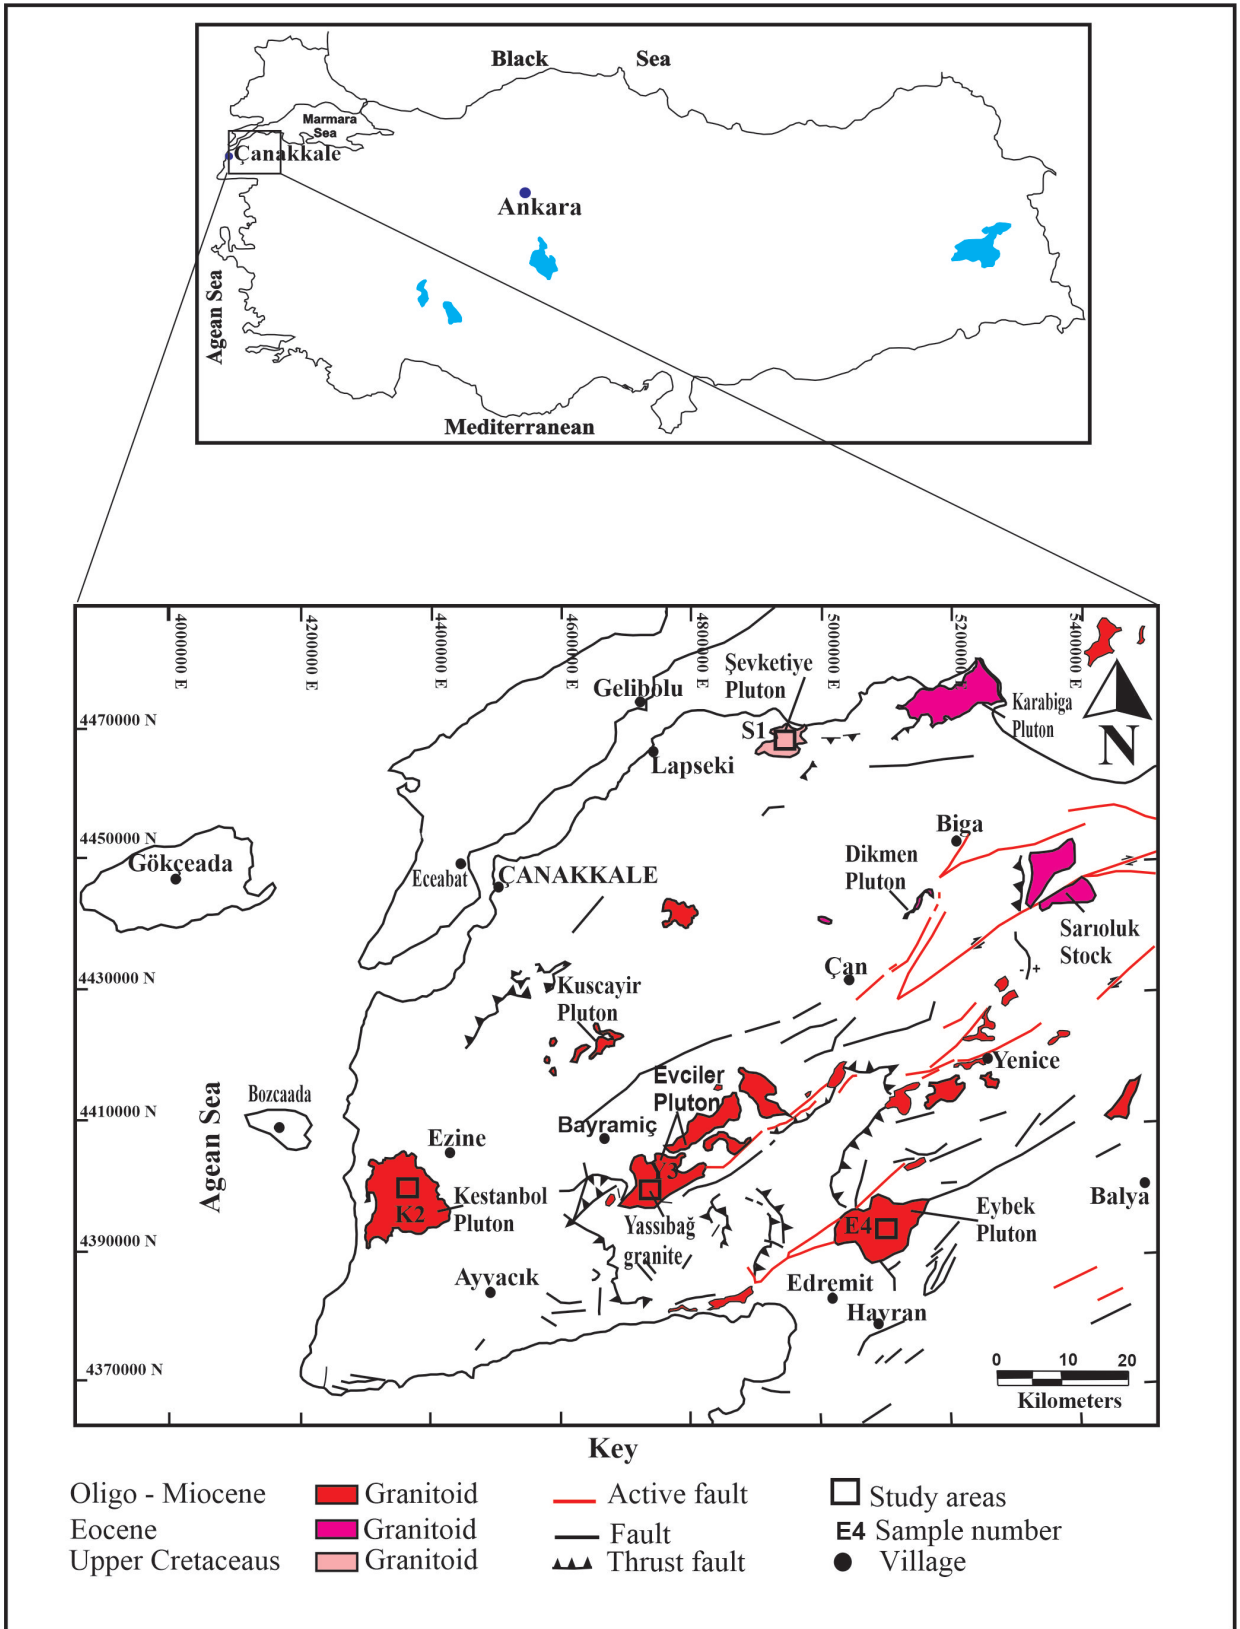 Black Sea
Marmara
Sea
Çanakkale
Ankara
Agean Sea
Mediterranean
4000000 E
4200000 E
4400000 E
4600000 E
4800000 E
5000000 E
5200000 E
5400000 E
Şevketiye
Pluton
Gelibolu
Karabiga
Pluton
4470000 N
S1
N
Lapseki
4450000 N
Biga
Gökçeada
Dikmen
Pluton
Eceabat
ÇANAKKALE
Sarıoluk
Stock
Çan
4430000 N
- +
Kuscayir
Pluton
Yenice
Evciler
Pluton
Agean Sea
Bozcaada
4410000 N
Bayramiç
Ezine
Y3
Balya
K2
Kestanbol
Pluton
Yassıbağ
granite
E4
Eybek
Pluton
4390000 N
Ayvacık
Edremit
Havran
4370000 N
0 10 20
Kilometers
Key
Oligo - Miocene Granitoid Active fault Study areas
Eocene Granitoid Fault E4 Sample number
Upper Cretaceaus Granitoid Thrust fault Village